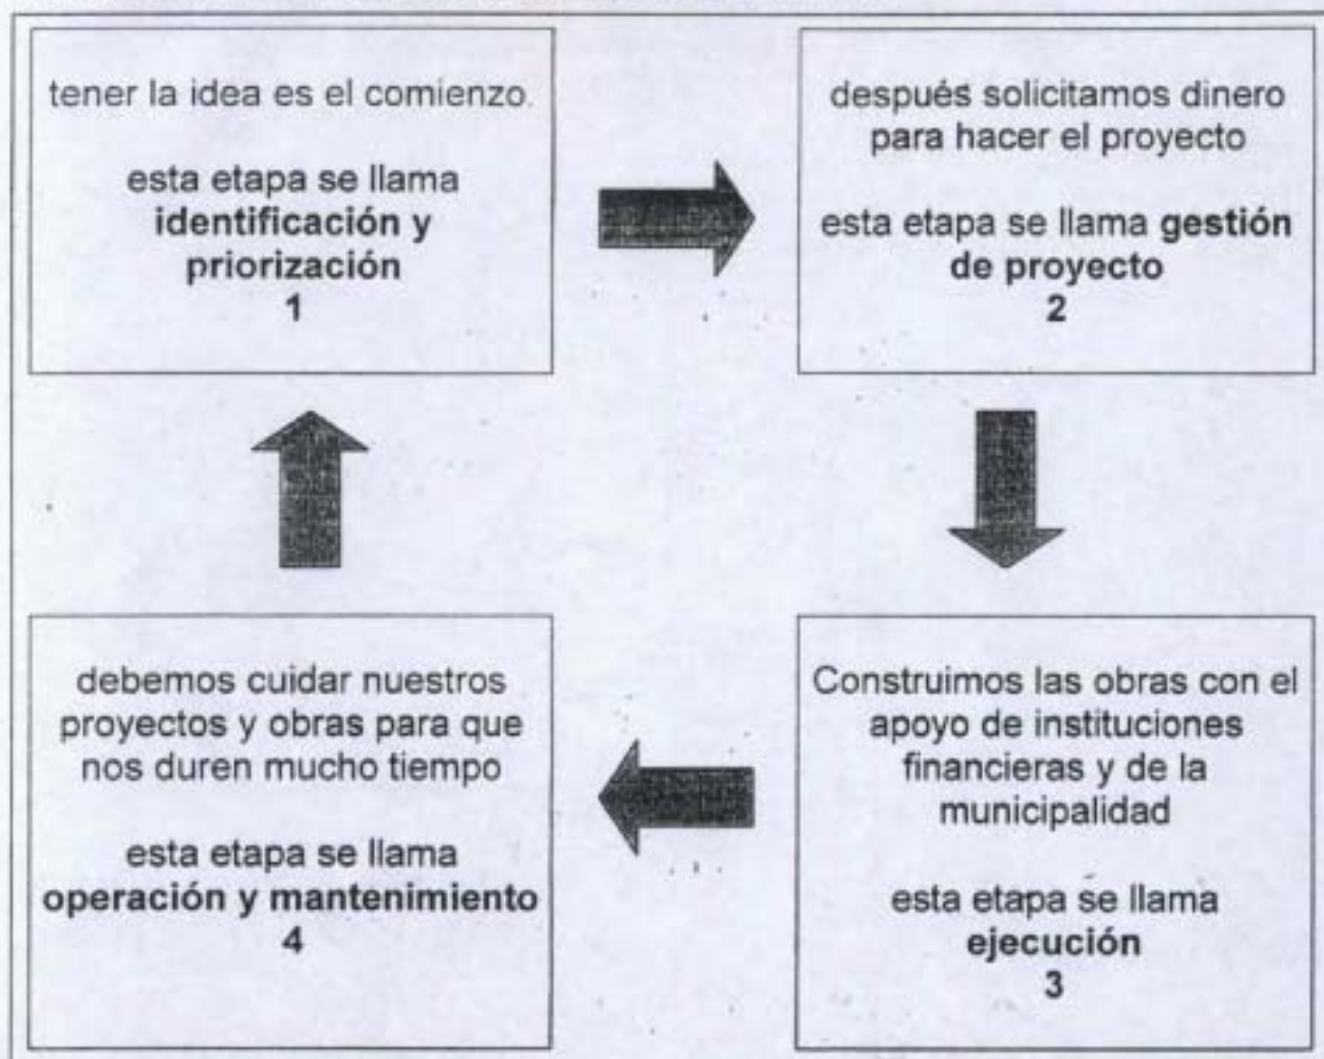 tener la idea es el comienzo.
esta etapa se llama
identificación y
priorización
1
después solicitamos dinero
para hacer el proyecto
esta etapa se llama gestión
de proyecto
2
Construimos las obras con el
apoyo de instituciones
financieras y de la
municipalidad
esta etapa se llama
ejecución
3
debemos cuidar nuestros
proyectos y obras para que
nos duren mucho tiempo
esta etapa se llama
operación y mantenimiento
4